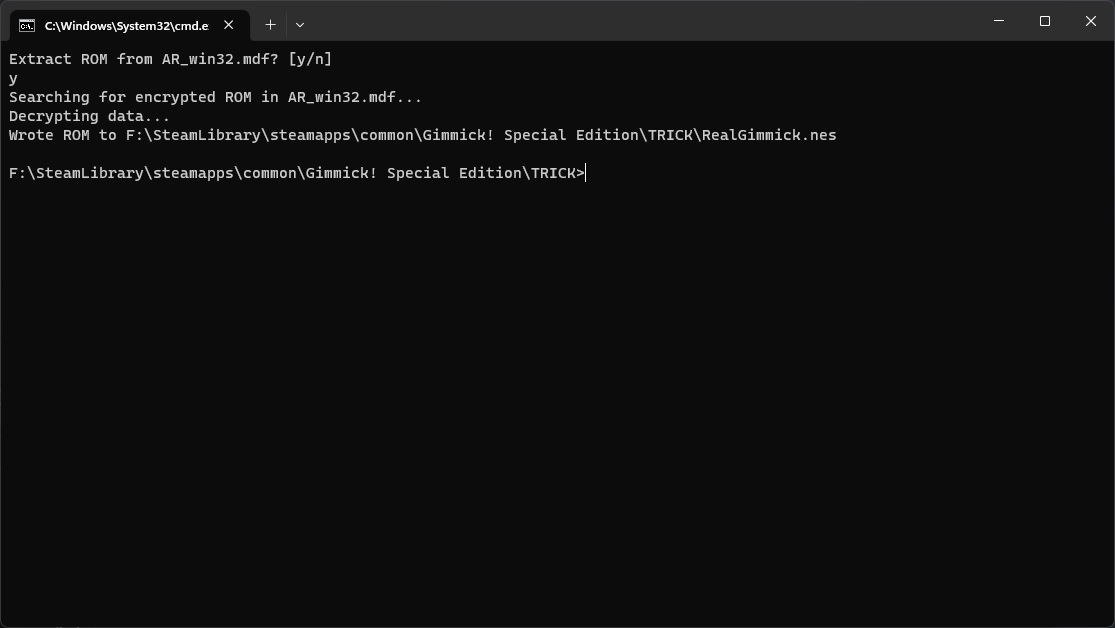 C:\Windows\System32\cmd.e
Extract ROM from AR_win32.mdf? [y/n]
y
Searching for encrypted ROM in AR_win32.mdf...
Decrypting data...
Wrote ROM to F:\SteamLibrary\steamapps\common\Gimmick! Special Edition\TRICK\RealGimmick.nes
F:\SteamLibrary\steamapps\common\Gimmick! Special Edition\TRICK>